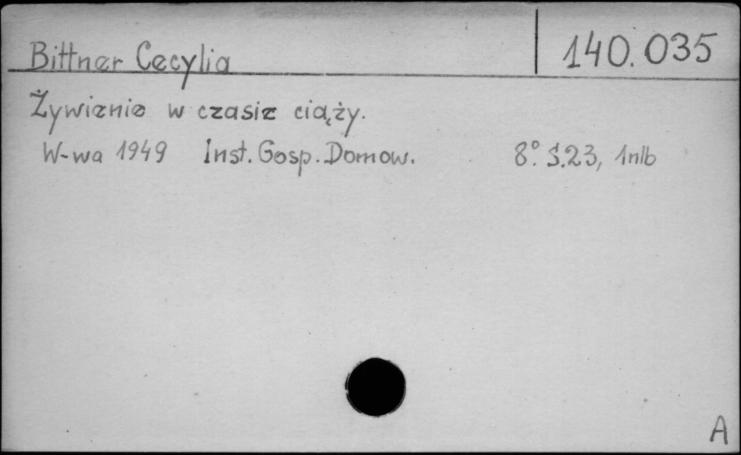 Bittner Cecylia 140.035
Żywienie w czasie ciąży.
W-wa 1949 Inst. Gosp. Domow. 8° S.23, 1nlb
A